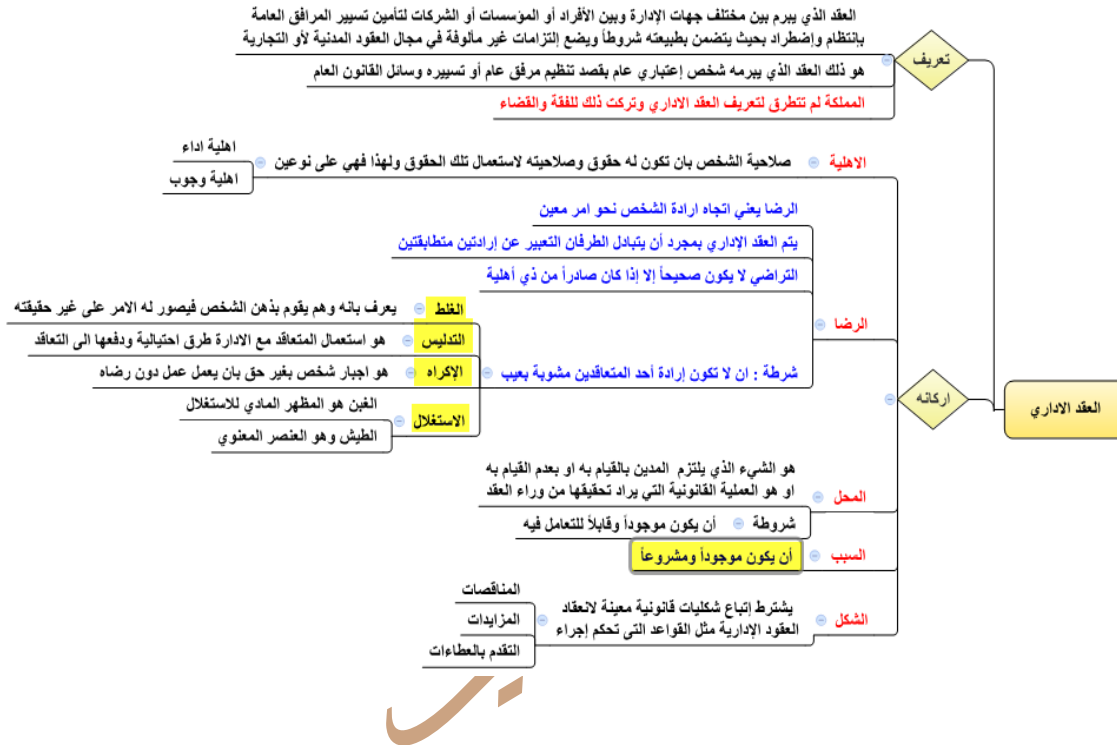 العقد الاداري
تعريف
العقد الذي يبرم بين مختلف جهات الإدارة وبين الأفراد أو المؤسسات أو الشركات لتأمين تسيير المرافق العامة
بإنتظام وإضطراد بحيث يتضمن بطبيعته شروطاً ويضع إلتزامات غير مألوفة في مجال العقود المدنية لأو التجارية
هو ذلك العقد الذي يبرمه شخص إعتباري عام بقصد تنظيم مرفق عام أو تسييره وسائل القانون العام
المملكة لم تتطرق لتعريف العقد الاداري وتركت ذلك للفقة والقضاء
اركانه
الاهلية
صلاحية الشخص بان تكون له حقوق وصلاحيته لاستعمال تلك الحقوق ولهذا فهي على نوعين
اهلية اداء
اهلية وجوب
الرضا
الرضا يعني اتجاه ارادة الشخص نحو امر معين
يتم العقد الإداري بمجرد أن يتبادل الطرفان التعبير عن إرادتين متطابقتين
التراضي لا يكون صحيحاً إلا إذا كان صادراً من ذي أهلية
شرطة : ان لا تكون إرادة أحد المتعاقدين مشوبة بعيب
الغلط
يعرف بانه وهم يقوم بذهن الشخص فيصور له الامر على غير حقيقته
التدليس
هو استعمال المتعاقد مع الادارة طرق احتيالية ودفعها الى التعاقد
الإكراه
هو اجبار شخص بغير حق بان يعمل عمل دون رضاه
الاستغلال
الغبن هو المظهر المادي للاستغلال
الطيش وهو العنصر المعنوي
المحل
هو الشيء الذي يلتزم المدين بالقيام به او بعدم القيام به
او هو العملية القانونية التي يراد تحقيقها من وراء العقد
شروطة
أن يكون موجوداً وقابلاً للتعامل فيه
السبب
أن يكون موجوداً ومشروعاً
الشكل
يشترط إتباع شكليات قانونية معينة لانعقاد
العقود الإدارية مثل القواعد التي تحكم إجراء
المناقصات
المزايدات
التقدم بالعطاءات